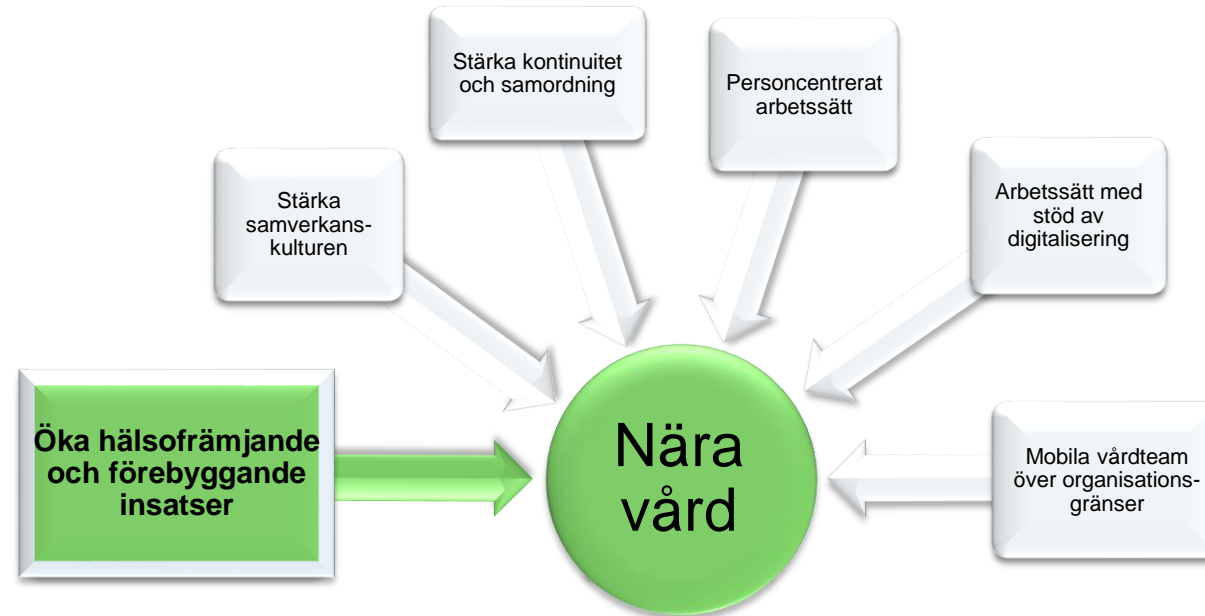 Stärka kontinuitet
och samordning
Personcentrerat
arbetssätt
Stärka
samverkans-
kulturen
Arbetssätt med
stöd av
digitalisering
Öka hälsofrämjande
och förebyggande
insatser
Nära
vård
Mobila vårdteam
över organisations-
gränser